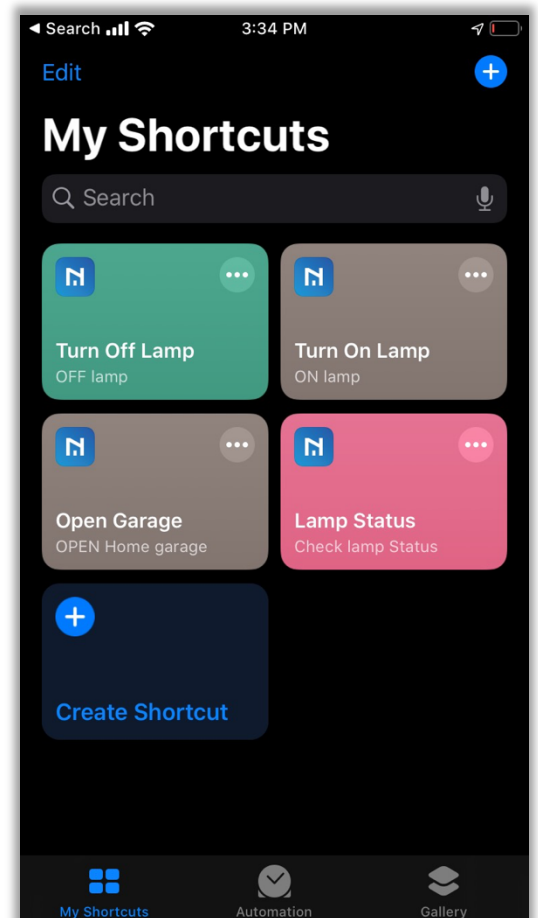 Search
3:34 PM
Edit
My Shortcuts
Search
Turn Off Lamp
OFF lamp
Turn On Lamp
ON lamp
Open Garage
OPEN Home garage
Lamp Status
Check lamp Status
Create Shortcut
My Shortcuts
Automation
Gallery